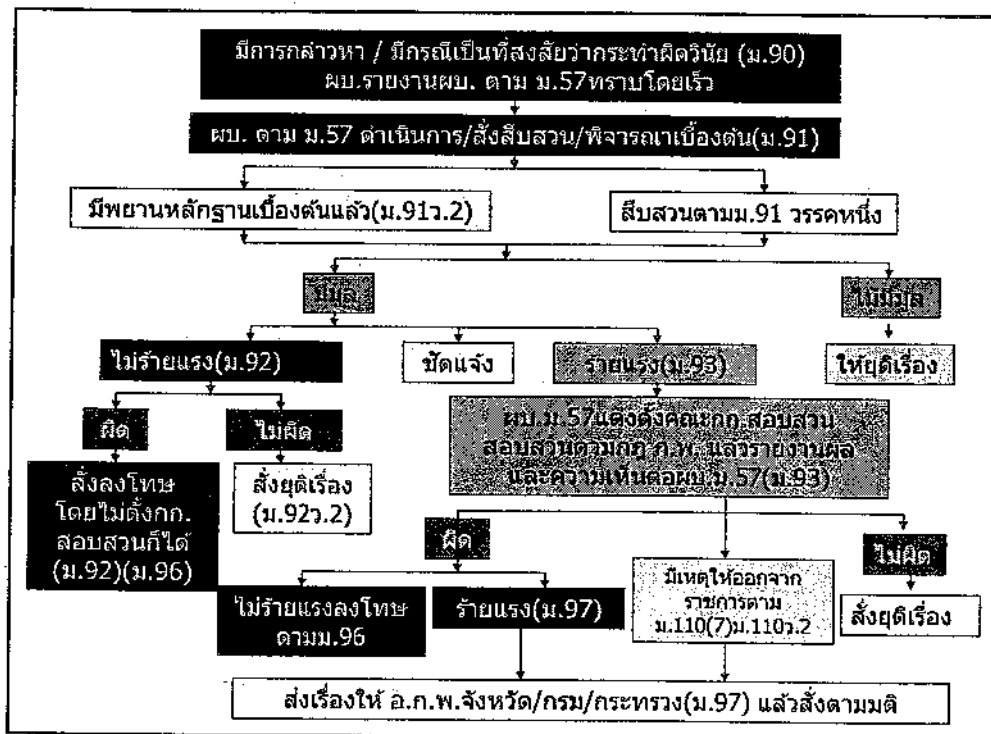 มีการกล่าวหา / มีกรณีเป็นที่สงสัยว่ากระทำผิดวินัย (ม.90)
ผบ.รายงานผบ. ตาม ม.57ทราบโดยเร็ว
ผบ. ตาม ม.57 ดำเนินการ/สั่งสืบสวน/พิจารณาเบื้องต้น(ม.91)
มีพยานหลักฐานเบื้องต้นแล้ว(ม.91ว.2)
สืบสวนตามม.91 วรรคหนึ่ง
มีมูล
ไม่มีมูล
ไม่ร้ายแรง(ม.92)
ชัดแจ้ง
ร้ายแรง(ม.93)
ให้ยุติเรื่อง
ผิด
ไม่ผิด
ผบ.ม.57แต่งตั้งคณะกก.สอบสวน
สอบสวนตามกฎ ก.พ. แล้วรายงานผล
และความเห็นต่อผบ.ม.57(ม.93)
สั่งลงโทษ
โดยไม่ตั้งกก.
สอบสวนก็ได้
(ม.92)(ม.96)
สั่งยุติเรื่อง
(ม.92ว.2)
ผิด
ไม่ผิด
ไม่ร้ายแรงลงโทษ
ตามม.96
ร้ายแรง(ม.97)
มีเหตุให้ออกจาก
ราชการตาม
ม.110(7)ม.110ว.2
สั่งยุติเรื่อง
ส่งเรื่องให้ อ.ก.พ.จังหวัด/กรม/กระทรวง(ม.97) แล้วสั่งตามมติ